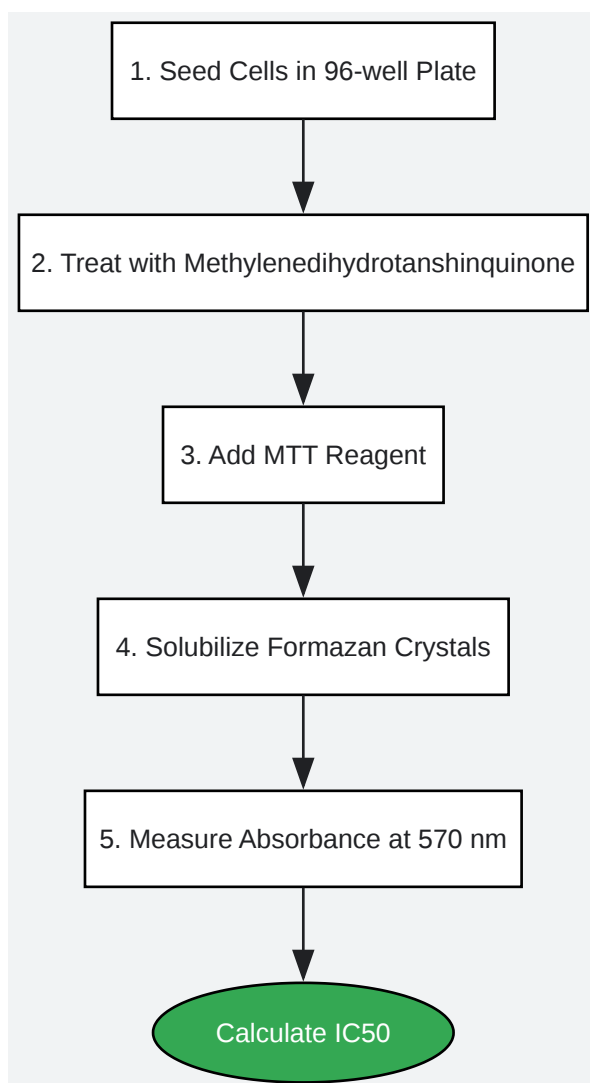 1. Seed Cells in 96-well Plate
2. Treat with Methylenedihydrotanshinquinone
3. Add MTT Reagent
4. Solubilize Formazan Crystals
5. Measure Absorbance at 570 nm
Calculate IC50